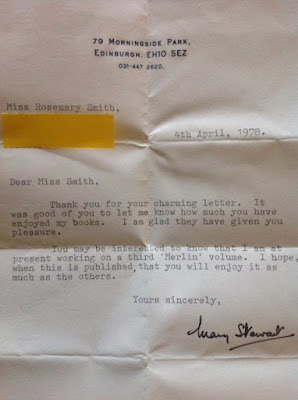 79 Morningside Park,
Edinburgh, EH10 5EZ
031-447 2620.
Miss Rosemary Smith,
4th April, 1978.
Dear Miss Smith,
Thank you for your charming letter. It
was good of you to let me know how much you have
enjoyed my books. I am glad they have given you
pleasure.
You may be interested to know that I am at
present working on a third 'Merlin' volume. I hope,
when this is published, that you will enjoy it as
much as the others.
Yours sincerely,
Mary Stewart